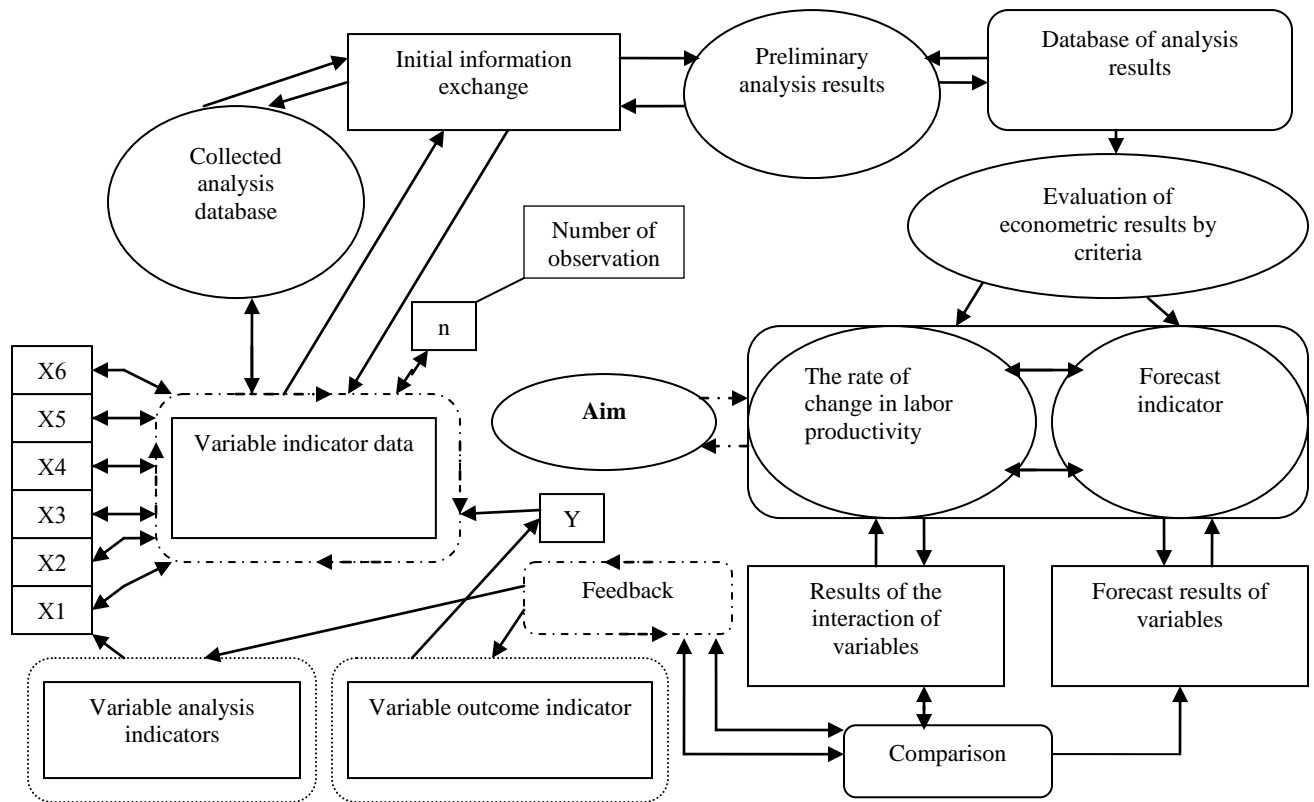 Initial information
exchange
Preliminary
analysis results
Database of analysis
results
Collected
analysis
database
Evaluation of
econometric results by
criteria
Number of
observation
n
X6
X5
X4
X3
X2
X1
Variable indicator data
Aim
The rate of
change in labor
productivity
Forecast
indicator
Y
Feedback
Results of the
interaction of
variables
Forecast results of
variables
Variable analysis
indicators
Variable outcome indicator
Comparison